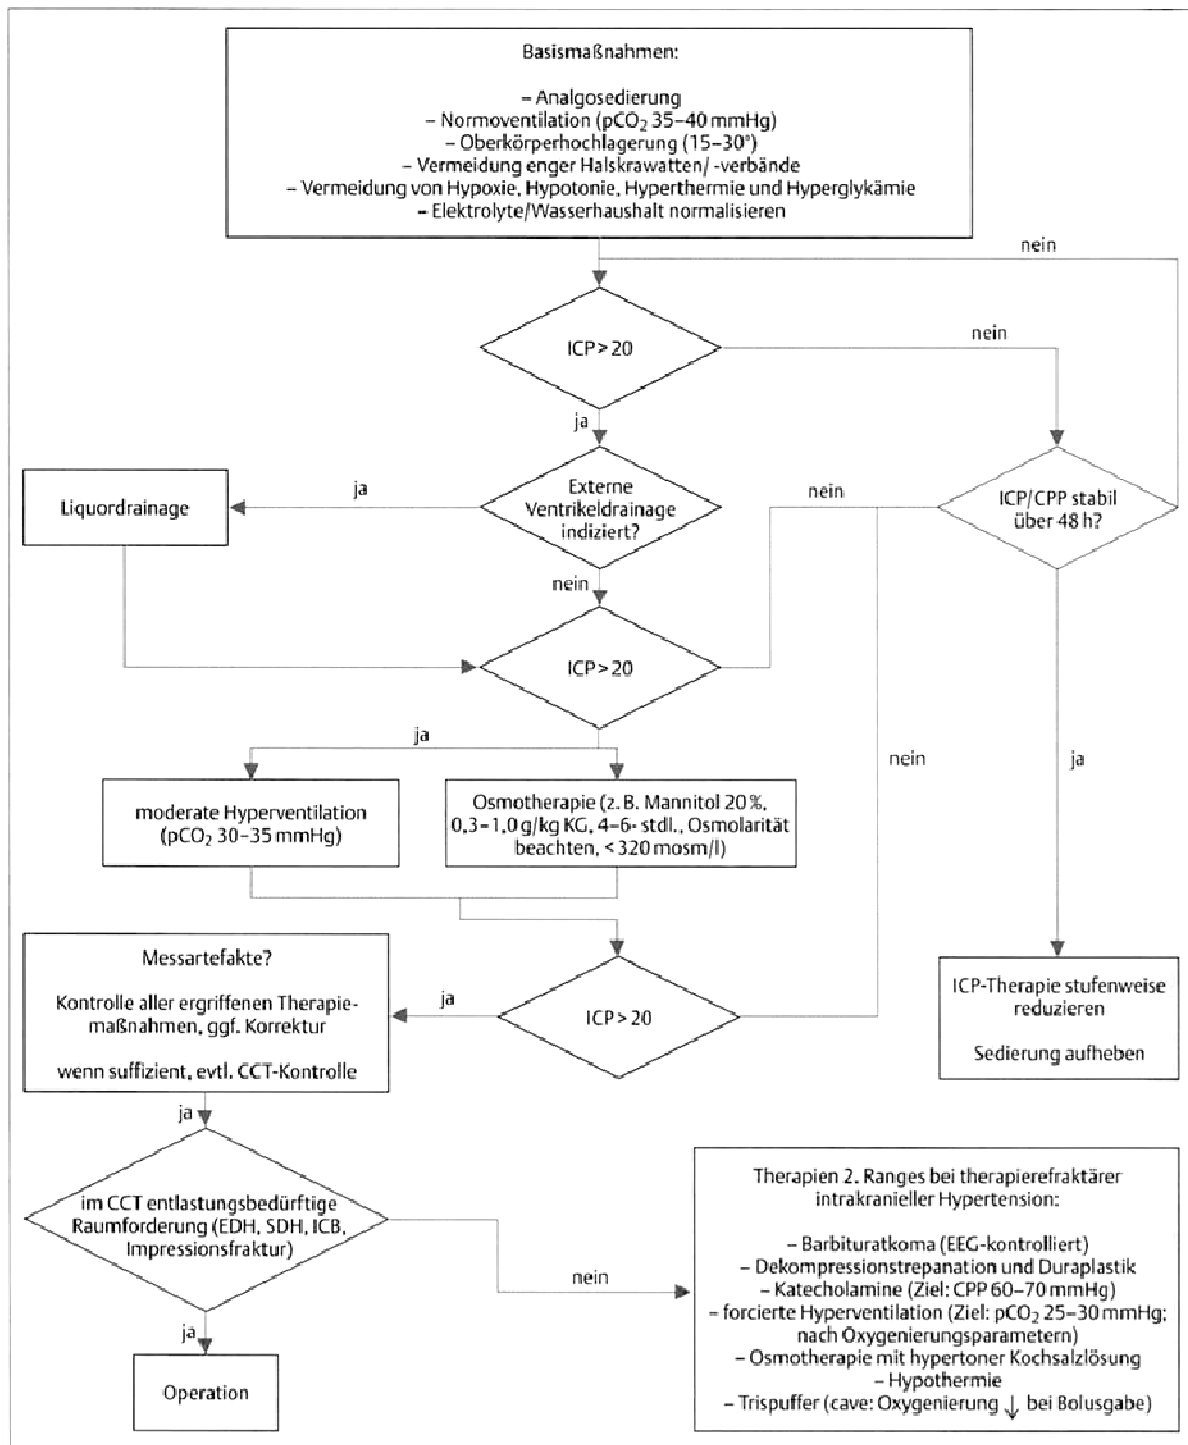 Basismaßnahmen:
– Analgosedierung
– Normoventilation (pCO₂ 35–40 mmHg)
– Oberkörperhochlagerung (15–30°)
– Vermeidung enger Halskrawatten/ -verbände
– Vermeidung von Hypoxie, Hypotonie, Hyperthermie und Hyperglykämie
– Elektrolyte/Wasserhaushalt normalisieren
nein
ICP > 20
nein
ja
Liquordrainage
ja
Externe
Ventrikeldrainage
indiziert?
nein
ICP/CPP stabil
über 48 h?
nein
ICP > 20
ja
nein
ja
moderate Hyperventilation
(pCO₂ 30–35 mmHg)
Osmotherapie (z. B. Mannitol 20 %,
0,3–1,0 g/kg KG, 4–6- stdl., Osmolarität
beachten, < 320 mosm/l)
Messartefakte?
Kontrolle aller ergriffenen Therapie-
maßnahmen, ggf. Korrektur
wenn suffizient, evtl. CCT-Kontrolle
ja
ICP > 20
ICP-Therapie stufenweise
reduzieren
Sedierung aufheben
ja
im CCT entlastungsbedürftige
Raumforderung (EDH, SDH, ICB,
Impressionsfraktur)
nein
ja
Operation
Therapien 2. Ranges bei therapierefraktärer
intrakranieller Hypertension:
– Barbituratkoma (EEG-kontrolliert)
– Dekompressionstrepanation und Duraplastik
– Katecholamine (Ziel: CPP 60–70 mmHg)
– forcierte Hyperventilation (Ziel: pCO₂ 25–30 mmHg;
nach Oxygenierungsparametern)
– Osmotherapie mit hypertoner Kochsalzlösung
– Hypothermie
– Trispuffer (cave: Oxygenierung ↓ bei Bolusgabe)